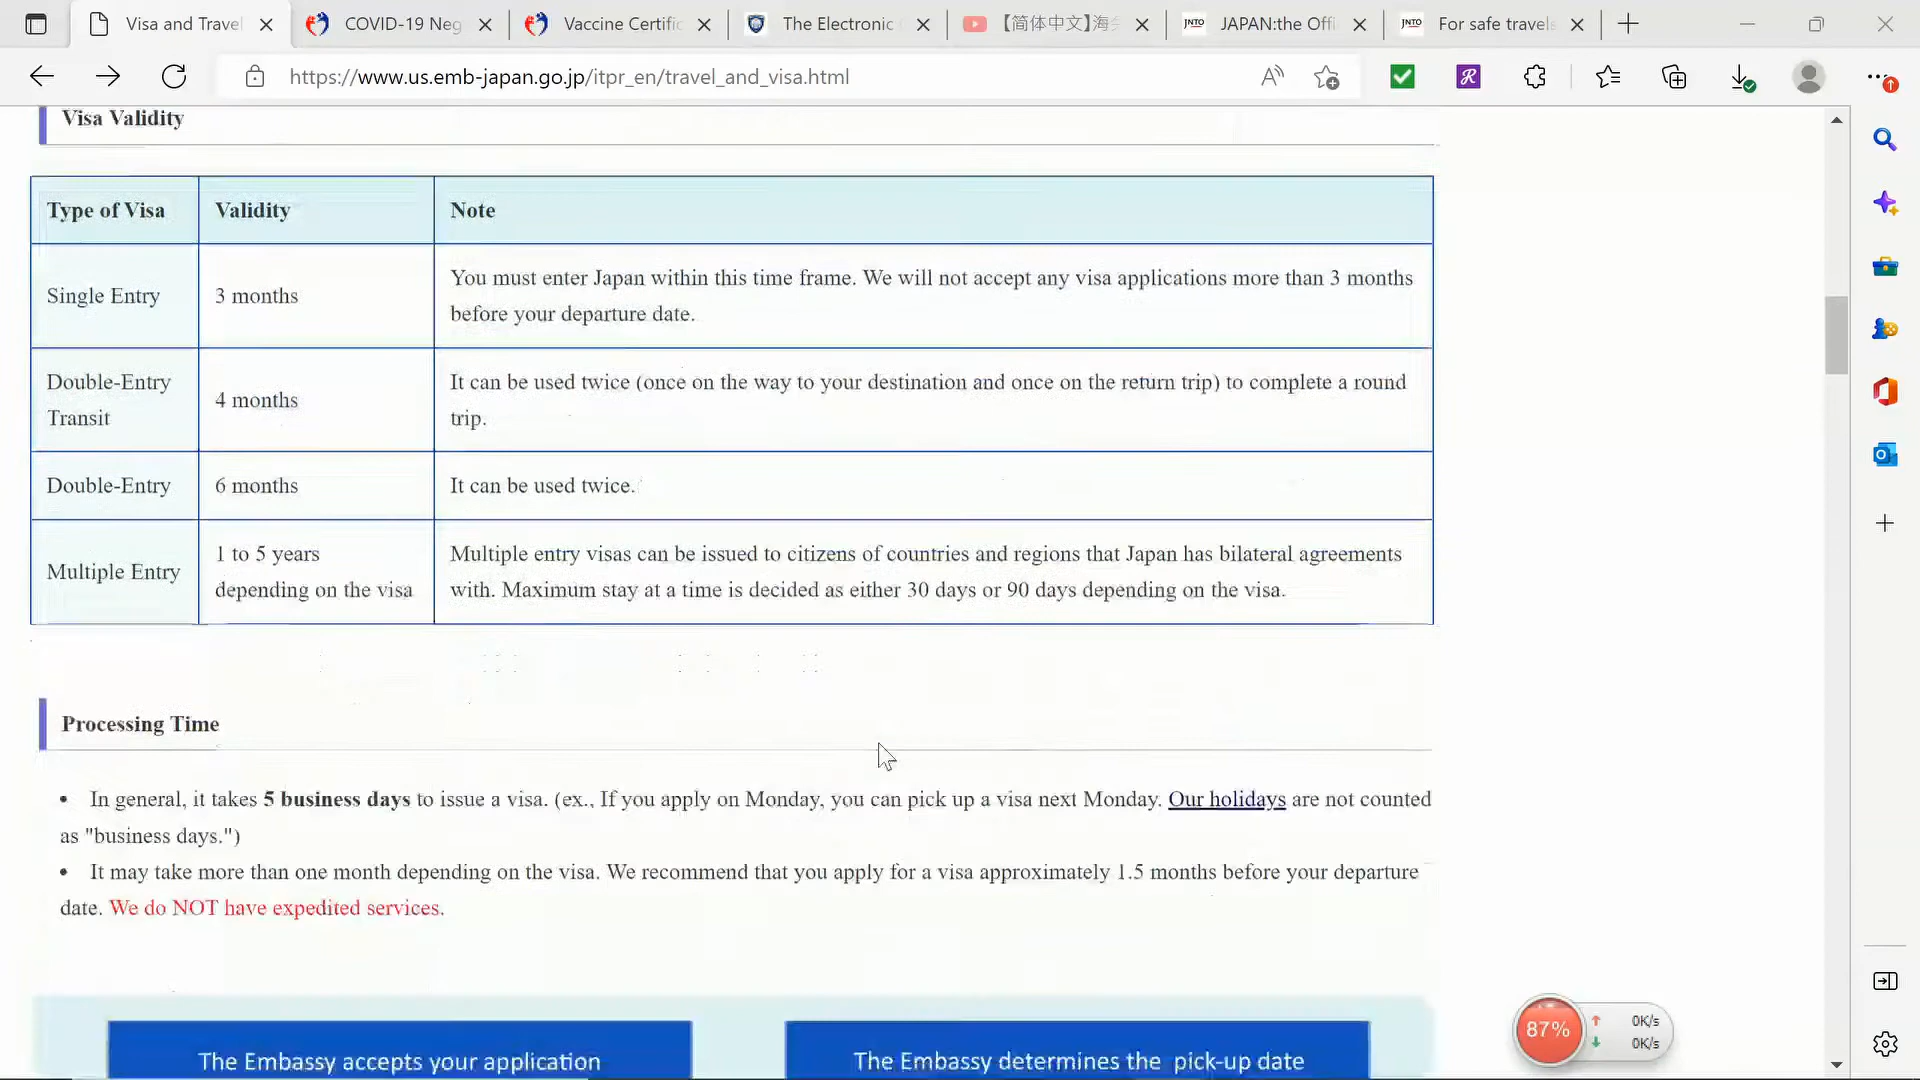 Visa and Travel
COVID-19 Neg
Vaccine Certific
The Electronic
【简体中文】海外
JNTO JAPAN:the Offi
JNTO For safe travels
https://www.us.emb-japan.go.jp/itpr_en/travel_and_visa.html
Visa Validity
Type of Visa
Validity
Note
Single Entry
3 months
You must enter Japan within this time frame. We will not accept any visa applications more than 3 months
before your departure date.
Double-Entry
Transit
4 months
It can be used twice (once on the way to your destination and once on the return trip) to complete a round
trip.
Double-Entry
6 months
It can be used twice.
Multiple Entry
1 to 5 years
depending on the visa
Multiple entry visas can be issued to citizens of countries and regions that Japan has bilateral agreements
with. Maximum stay at a time is decided as either 30 days or 90 days depending on the visa.
Processing Time
• In general, it takes 5 business days to issue a visa. (ex., If you apply on Monday, you can pick up a visa next Monday. Our holidays are not counted
as "business days.")
• It may take more than one month depending on the visa. We recommend that you apply for a visa approximately 1.5 months before your departure
date. We do NOT have expedited services.
The Embassy accepts your application
The Embassy determines the pick-up date
87%
0K/s
0K/s